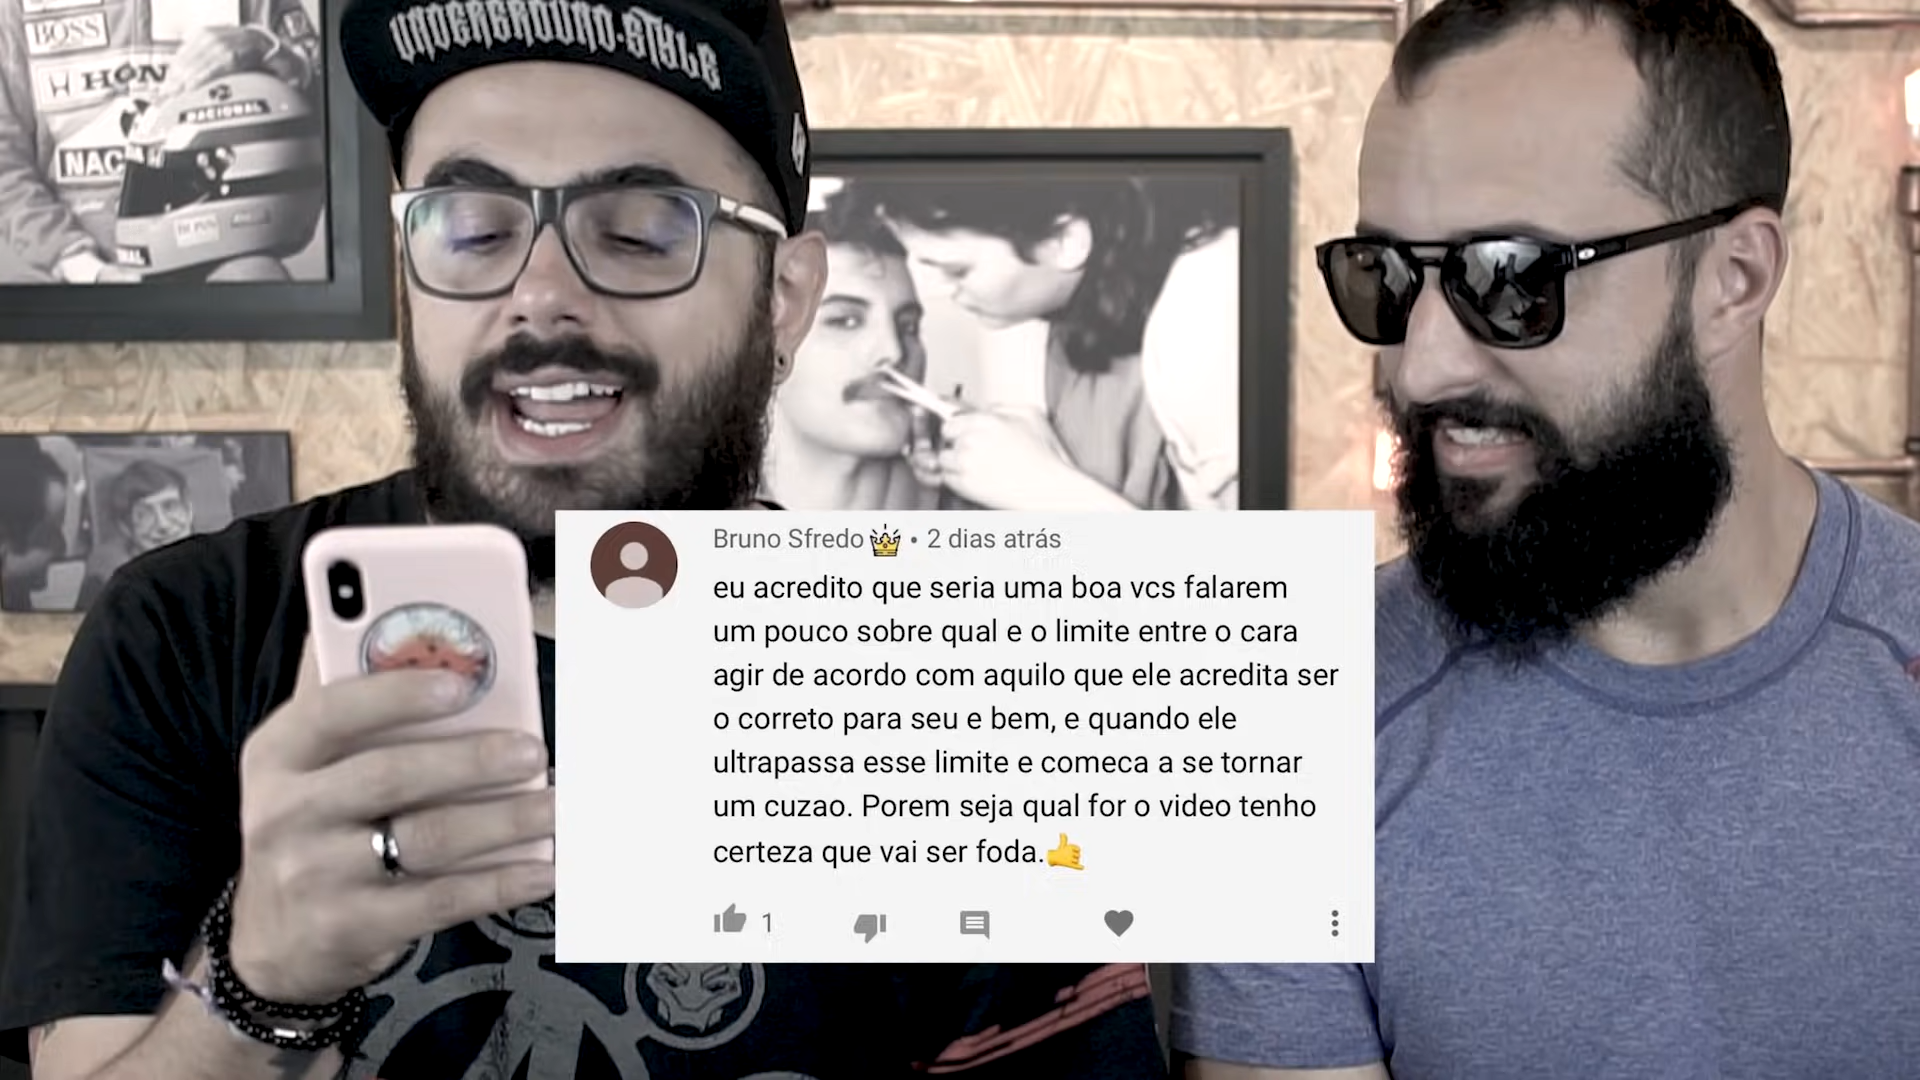 BOSS
HON
NACIONAL
NAC
BOSS
UNDERGROUND-STYLE
Bruno Sfredo • 2 dias atrás
eu acredito que seria uma boa vcs falarem
um pouco sobre qual e o limite entre o cara
agir de acordo com aquilo que ele acredita ser
o correto para seu e bem, e quando ele
ultrapassa esse limite e comeca a se tornar
um cuzao. Porem seja qual for o video tenho
certeza que vai ser foda.🤙
1